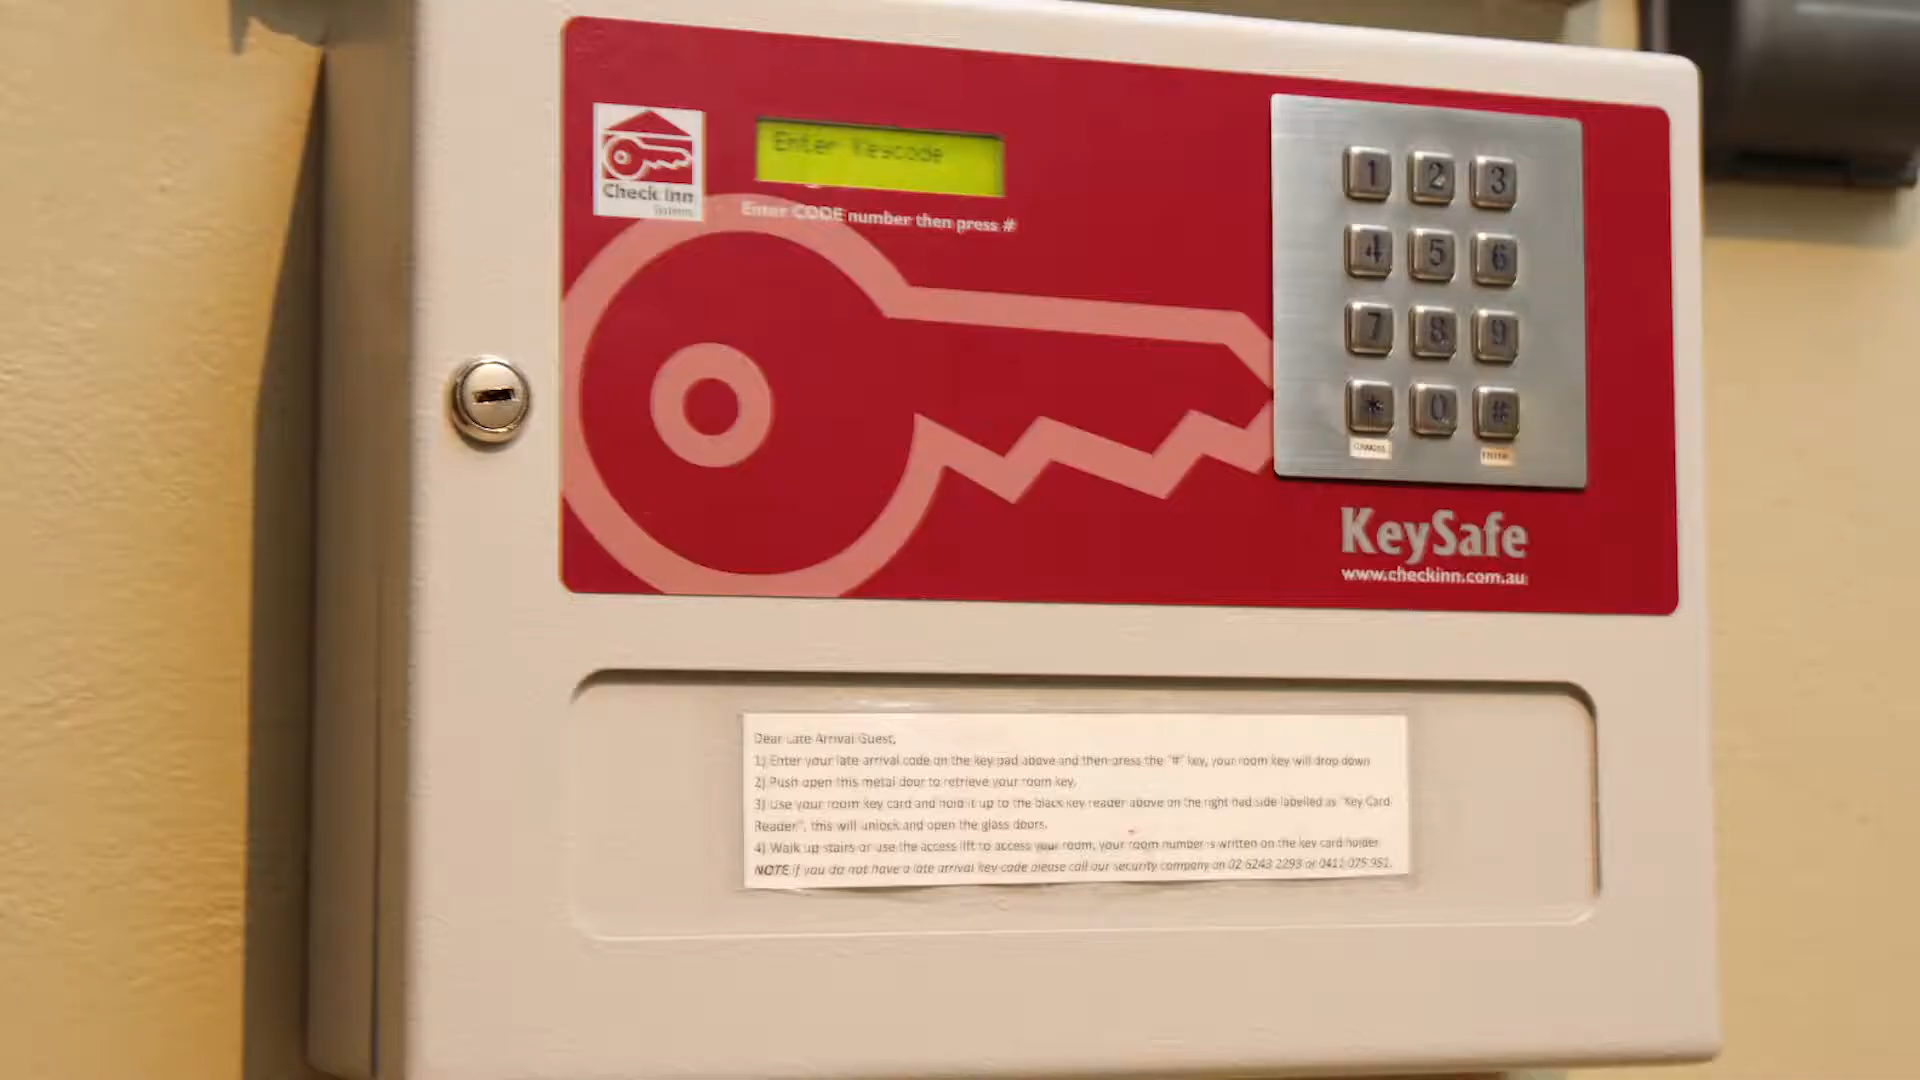 Check Inn
Enter Keycode
Enter CODE number then press #
1 2 3
4 5 6
7 8 9
* 0 #
CANCEL ENTER
KeySafe
www.checkinn.com.au
Dear Late Arrival Guest,
1) Enter your late arrival code on the key pad above and then press the "#" key, your room key will drop down
2) Push open this metal door to retrieve your room key.
3) Use your room key card and hold it up to the black key reader above on the right had side labelled as "Key Card
Reader", this will unlock and open the glass doors.
4) Walk up stairs or use the access lift to access your room, your room number is written on the key card holder
NOTE if you do not have a late arrival key code please call our security company on 02 6243 2293 or 0411 075 951.